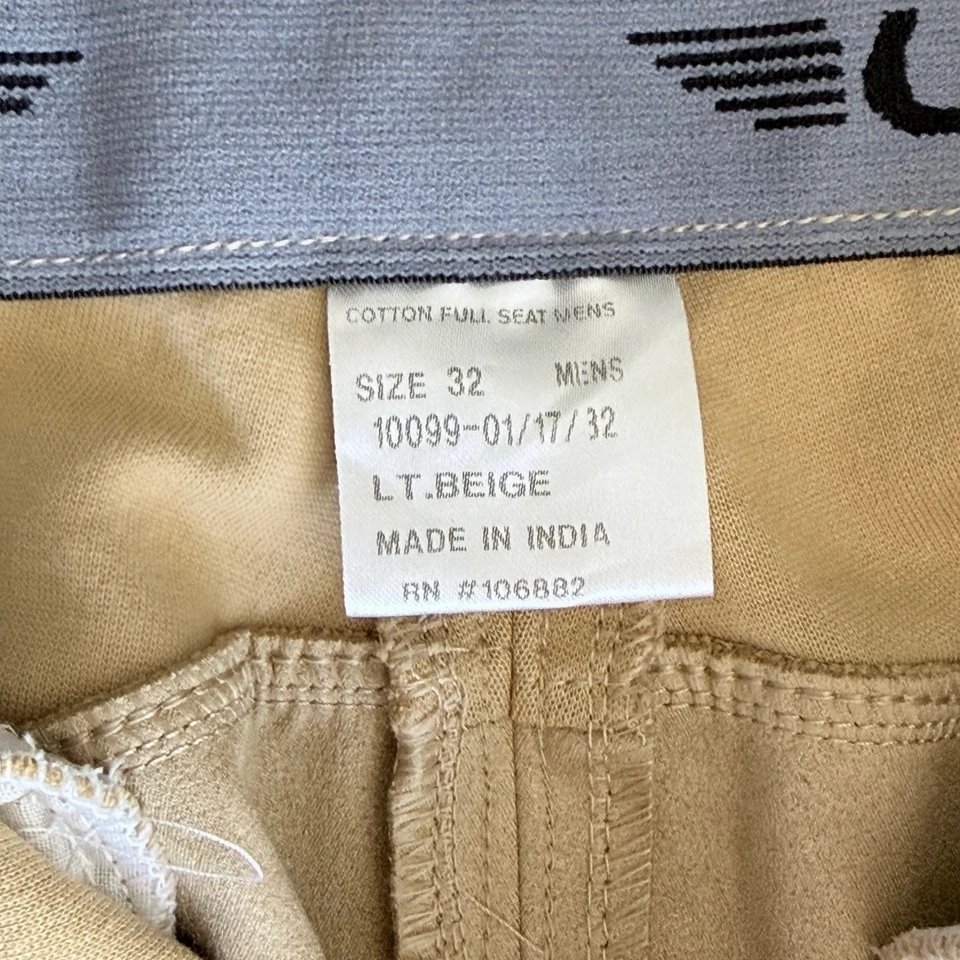 COTTON FULL SEAT MENS
SIZE 32 MENS
10099-01/17/32
LT.BEIGE
MADE IN INDIA
RN #106882